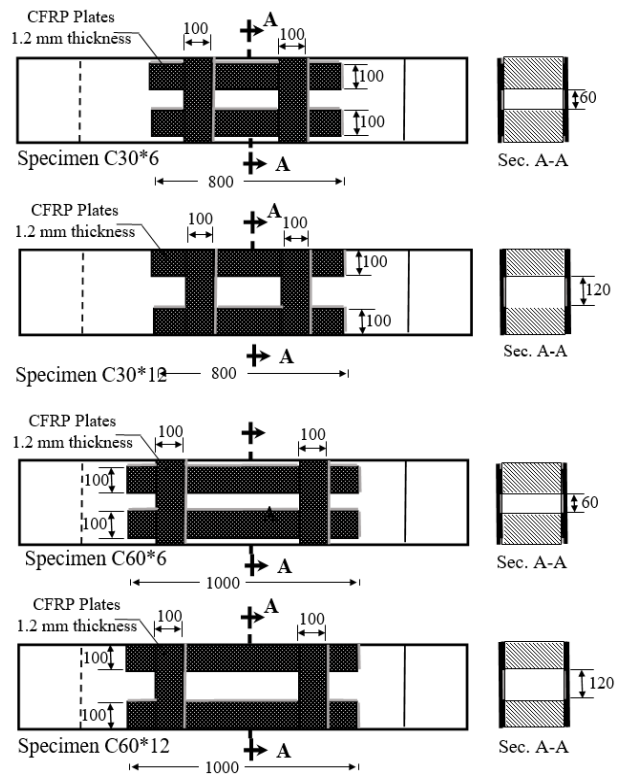 A
100
100
CFRP Plates
1.2 mm thickness
100
100
60
Specimen C30*6
A
Sec. A-A
800
A
CFRP Plates
1.2 mm thickness
100
100
100
100
120
Sec. A-A
A
Specimen C30*12
800
CFRP Plates
1.2 mm thickness
100
100
100
100
A
60
Specimen C60*6
A
Sec. A-A
1000
CFRP Plates
1.2 mm thickness
A
100
100
100
100
120
Specimen C60*12
A
Sec. A-A
1000